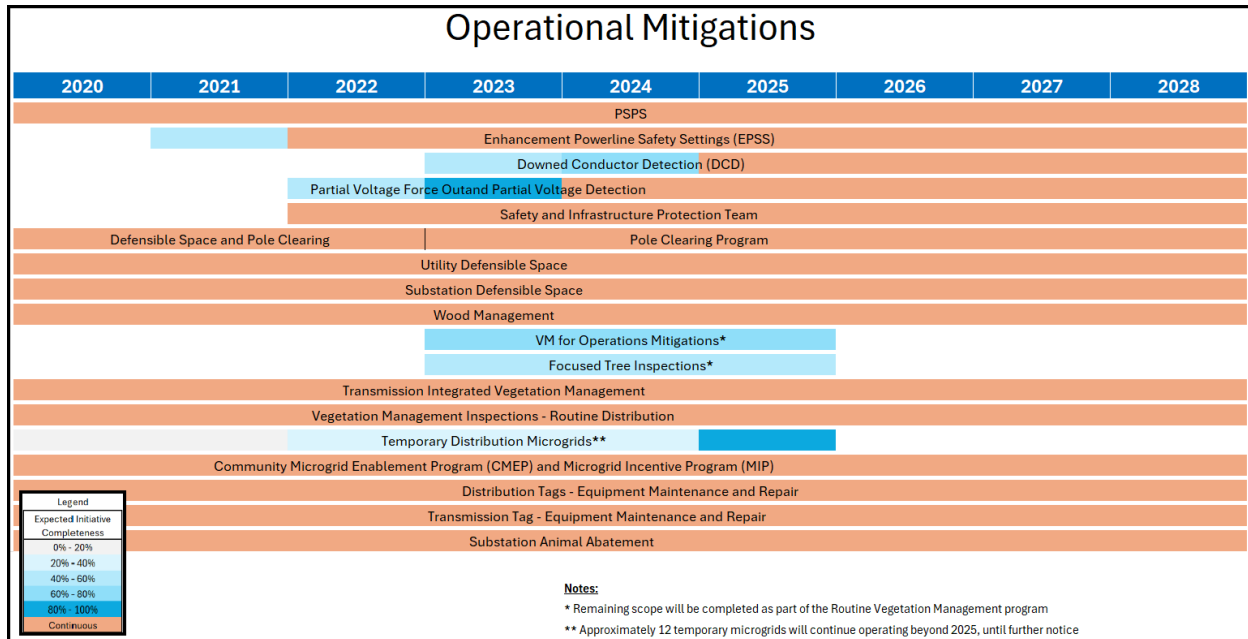 Operational Mitigations
2020 2021 2022 2023 2024 2025 2026 2027 2028
PSPS
Enhancement Powerline Safety Settings (EPSS)
Downed Conductor Detection (DCD)
Partial Voltage Force Outand Partial Voltage Detection
Safety and Infrastructure Protection Team
Defensible Space and Pole Clearing Pole Clearing Program
Utility Defensible Space
Substation Defensible Space
Wood Management
VM for Operations Mitigations*
Focused Tree Inspections*
Transmission Integrated Vegetation Management
Vegetation Management Inspections - Routine Distribution
Temporary Distribution Microgrids**
Community Microgrid Enablement Program (CMEP) and Microgrid Incentive Program (MIP)
Distribution Tags - Equipment Maintenance and Repair
Transmission Tag - Equipment Maintenance and Repair
Substation Animal Abatement
Legend
Expected Initiative
Completeness
0% - 20%
20% - 40%
40% - 60%
60% - 80%
80% - 100%
Continuous
Notes:
* Remaining scope will be completed as part of the Routine Vegetation Management program
** Approximately 12 temporary microgrids will continue operating beyond 2025, until further notice